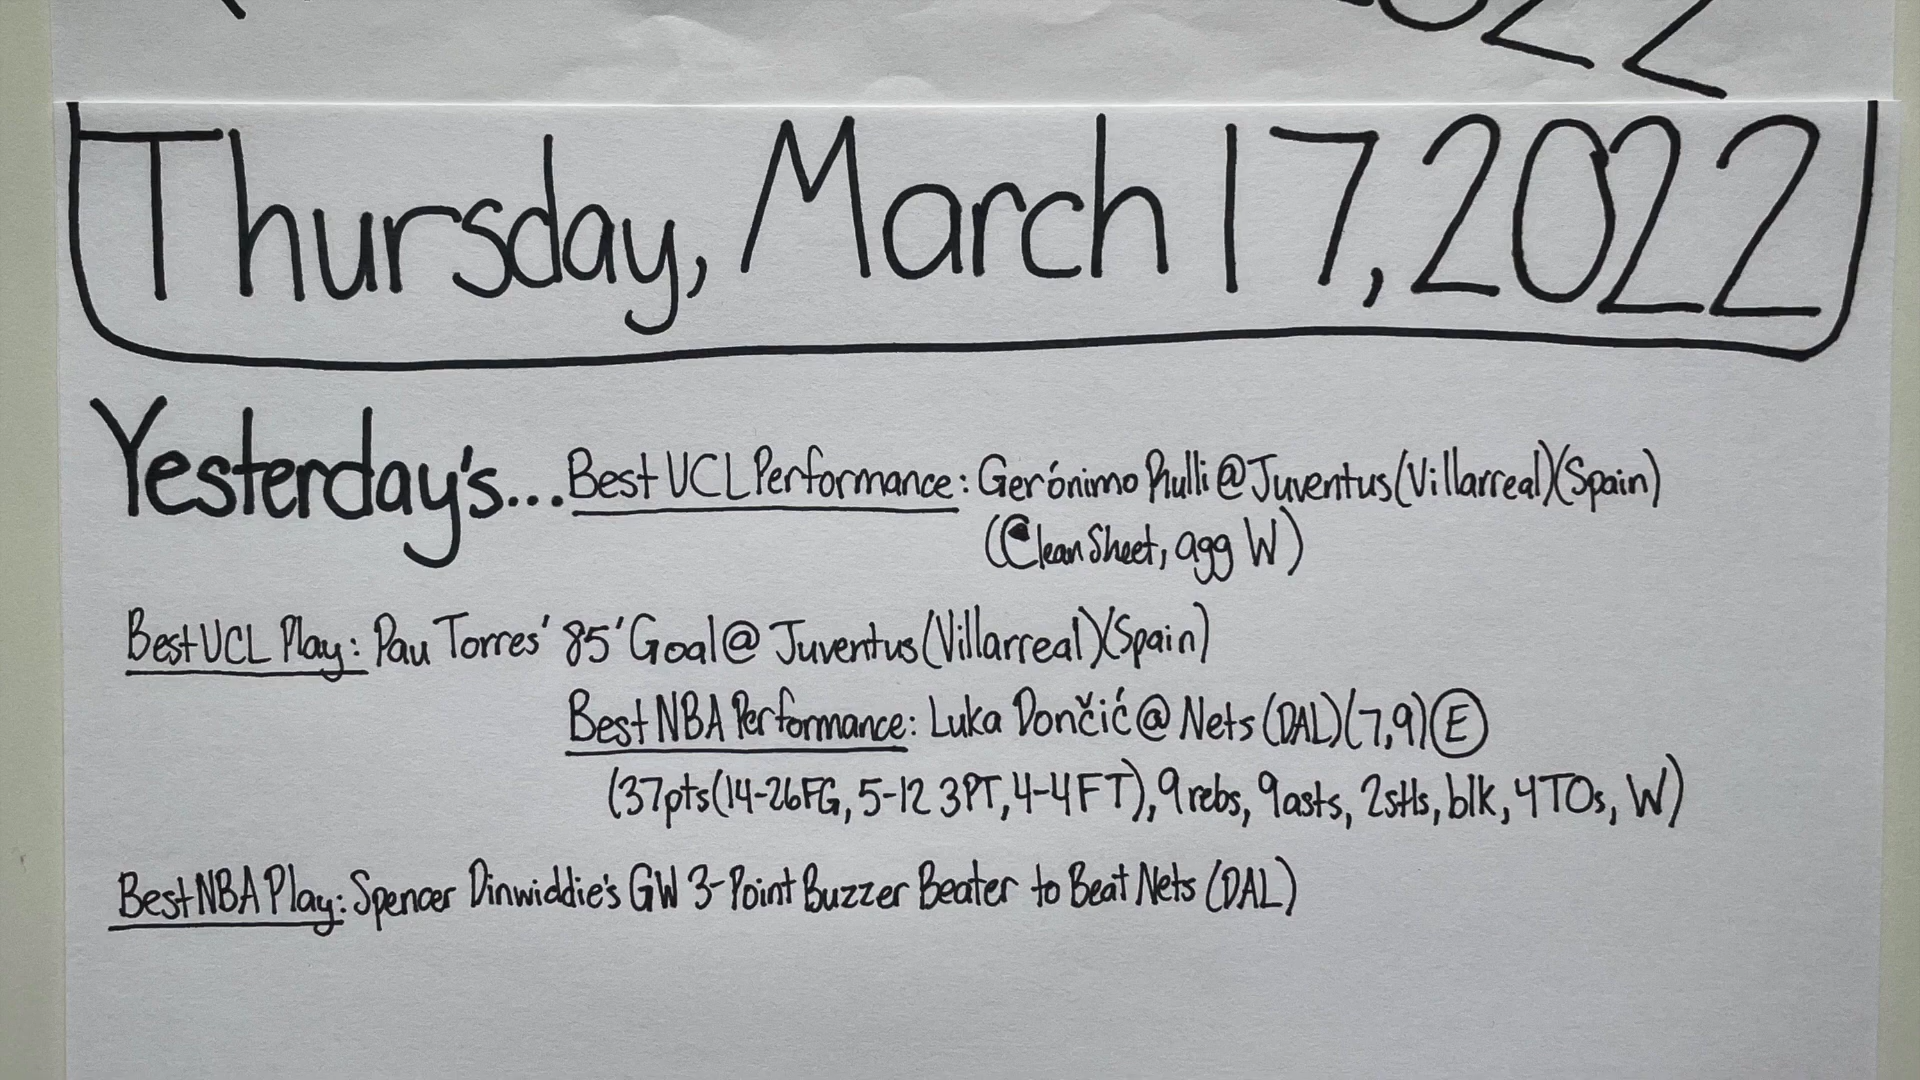 Thursday, March 17, 2022
Yesterday's... Best UCL Performance: Gerónimo Rulli @ Juventus (Villarreal)(Spain)
(Clean Sheet, agg W)
Best UCL Play: Pau Torres' 85' Goal @ Juventus (Villarreal)(Spain)
Best NBA Performance: Luka Dončić @ Nets (DAL)(7,9)Ⓔ
(37pts(14-26FG, 5-12 3PT, 4-4FT), 9rebs, 9asts, 2stls, blk, 4TOs, W)
Best NBA Play: Spencer Dinwiddie's GW 3-Point Buzzer Beater to Beat Nets (DAL)